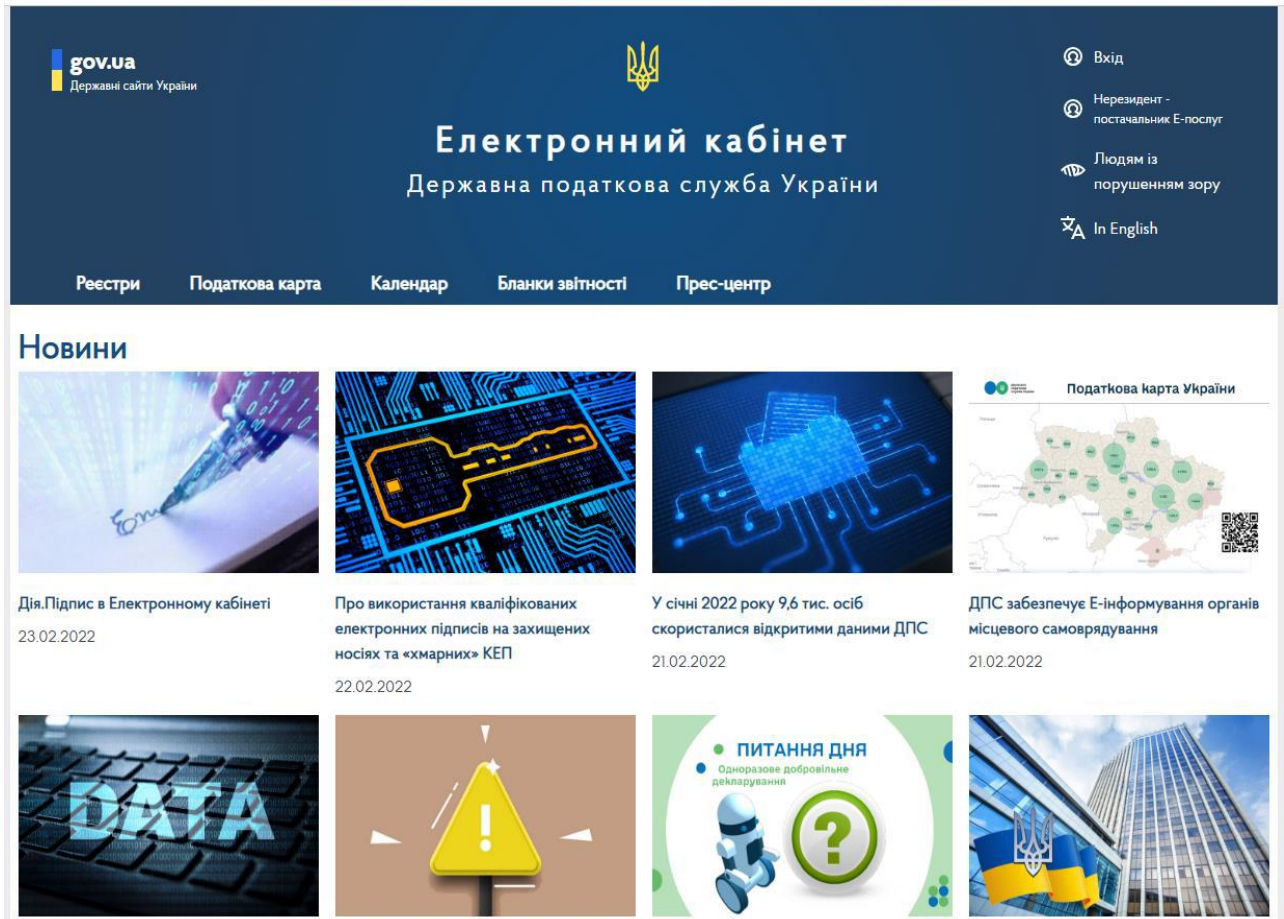 gov.ua
Державні сайти України
Електронний кабінет
Державна податкова служба України
Вхід
Нерезидент -
постачальник Е-послуг
Людям із
порушенням зору
In English
Реєстри Податкова карта Календар Бланки звітності Прес-центр
Новини
Податкова карта України
Дія.Підпис в Електронному кабінеті
23.02.2022
Про використання кваліфікованих
електронних підписів на захищених
носіях та «хмарних» КЕП
22.02.2022
У січні 2022 року 9,6 тис. осіб
скористалися відкритими даними ДПС
21.02.2022
ДПС забезпечує Е-інформування органів
місцевого самоврядування
21.02.2022
DATA
ПИТАННЯ ДНЯ
Одноразове добровільне
декларування